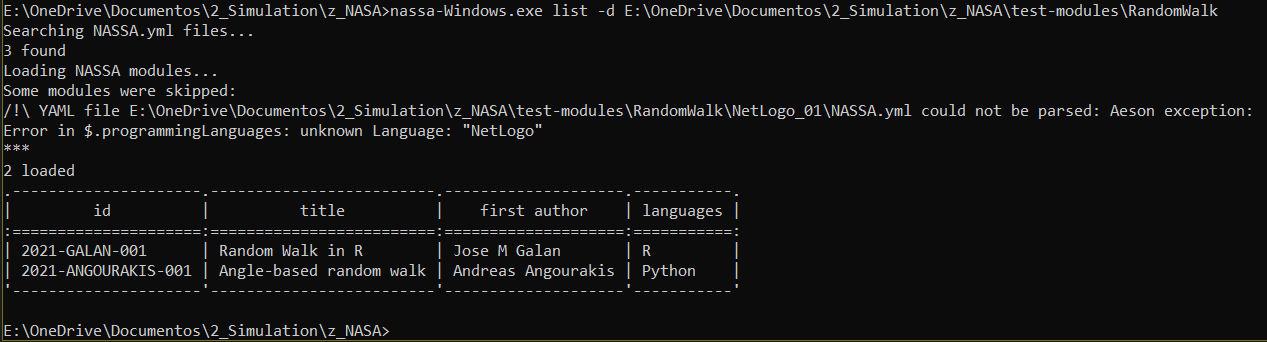 E:\OneDrive\Documentos\2_Simulation\z_NASA>nassa-Windows.exe list -d E:\OneDrive\Documentos\2_Simulation\z_NASA\test-modules\RandomWalk
Searching NASSA.yml files...
3 found
Loading NASSA modules...
Some modules were skipped:
/!\ YAML file E:\OneDrive\Documentos\2_Simulation\z_NASA\test-modules\RandomWalk\NetLogo_01\NASSA.yml could not be parsed: Aeson exception:
Error in $.programmingLanguages: unknown Language: "NetLogo"
***
2 loaded
.---------------------.-------------------------.--------------------.-----------.
|         id          |          title          |    first author    | languages |
:=====================:=========================:====================:===========:
| 2021-GALAN-001      | Random Walk in R        | Jose M Galan       | R         |
| 2021-ANGOURAKIS-001 | Angle-based random walk | Andreas Angourakis | Python    |
'---------------------'-------------------------'--------------------'-----------'
E:\OneDrive\Documentos\2_Simulation\z_NASA>